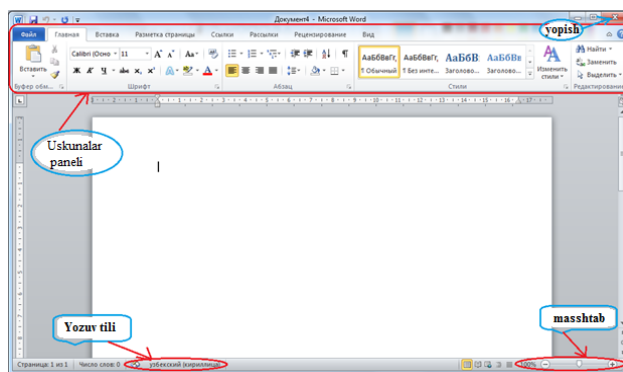 Документ4 - Microsoft Word
yopish
Файл Главная Вставка Разметка страницы Ссылки Рассылки Рецензирование Вид
Calibri (Осно 11
Вставить
Ж К Ч abc x, x'
АаБбВвГг, АаБбВвГг, АаБбВ АаБбВв
¶ Обычный ¶ Без инте... Заголово... Заголово...
Изменить стили
Найти
Заменить
Выделить
Буфер обм... Шрифт Абзац Стили Редактирование
Uskunalar
paneli
Yozuv tili
masshtab
Страница: 1 из 1 Число слов: 0 узбекский (кириллица) 100%